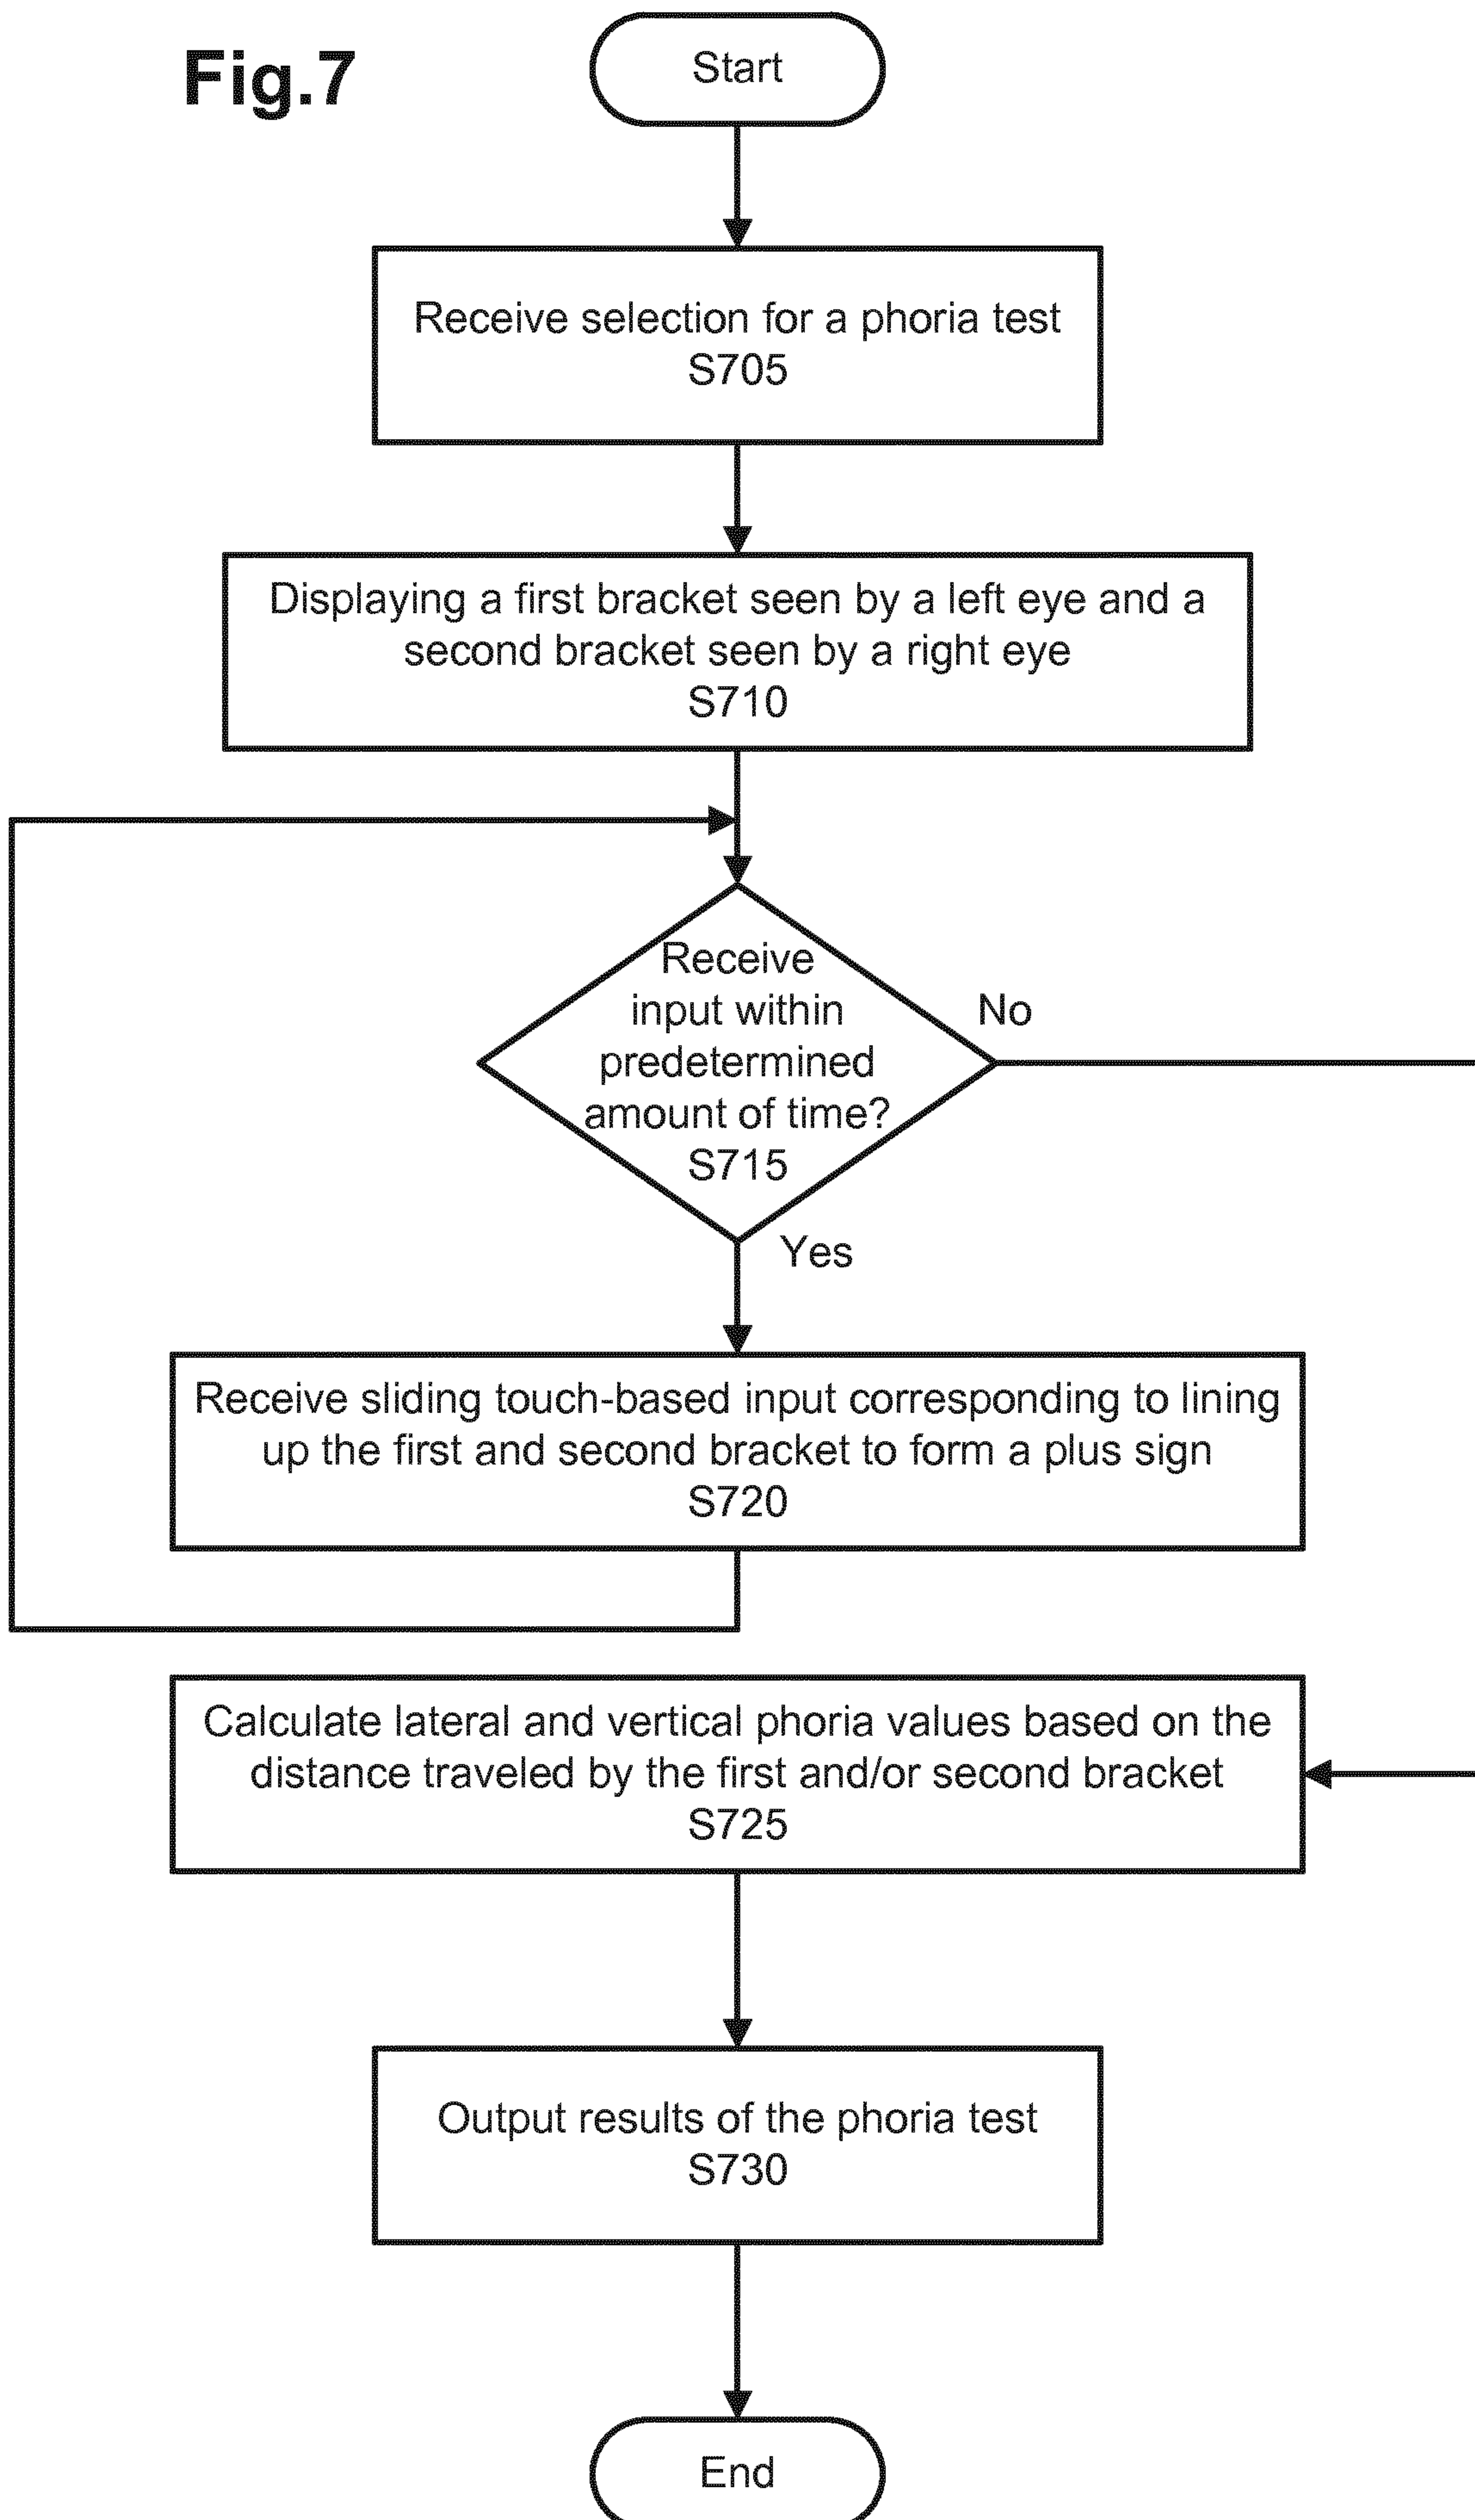 Fig.7
Start
Receive selection for a phoria test
S705
Displaying a first bracket seen by a left eye and a
second bracket seen by a right eye
S710
Receive
input within
predetermined
amount of time?
S715
No
Yes
Receive sliding touch-based input corresponding to lining
up the first and second bracket to form a plus sign
S720
Calculate lateral and vertical phoria values based on the
distance traveled by the first and/or second bracket
S725
Output results of the phoria test
S730
End